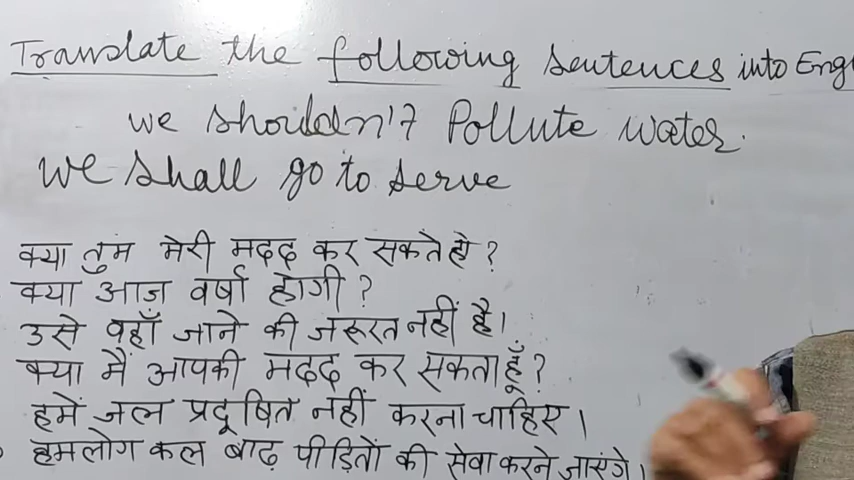 Translate the following sentences into Eng
we shouldn't Pollute water.
we shall go to serve
क्या तुम मेरी मदद कर सकते हो ?
क्या आज वर्षा होगी ?
उसे वहाँ जाने की जरूरत नहीं है।
क्या मैं आपकी मदद कर सकता हूँ ?
हमें जल प्रदूषित नहीं करना चाहिए।
हमलोग कल बाढ़ पीड़ितों की सेवा करने जाएंगे।